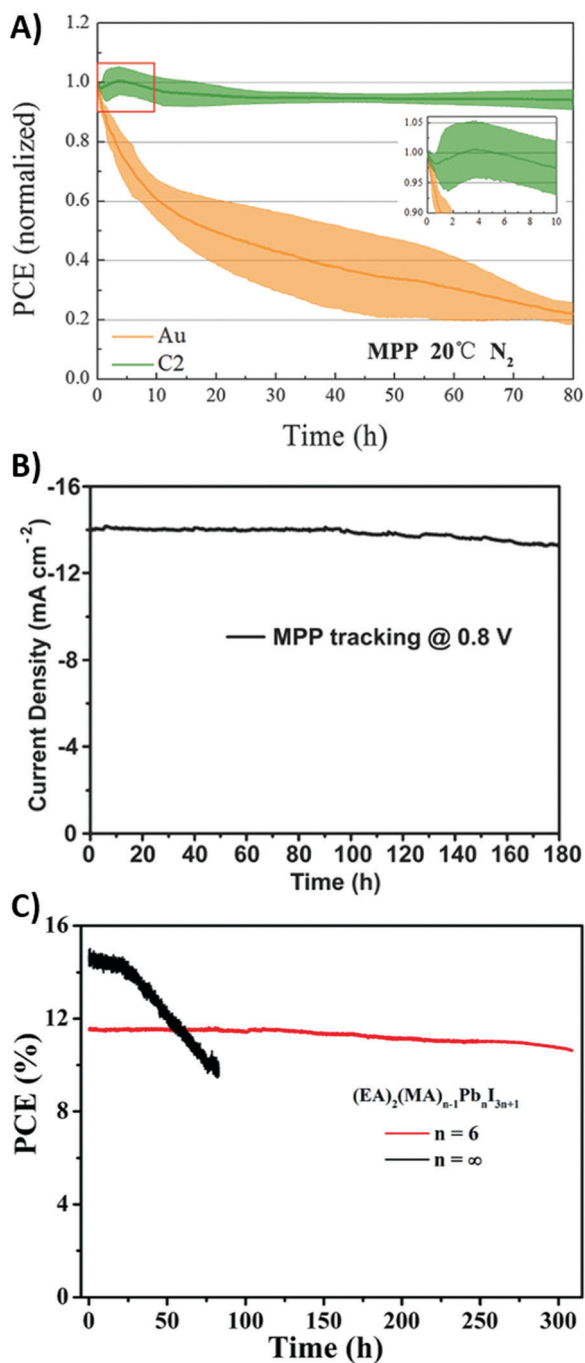 A)
1.2
1.0
0.8
0.6
0.4
0.2
0.0
PCE (normalized)
1.05
1.00
0.95
0.90
0 2 4 6 8 10
Au
C2
MPP 20℃ N₂
0 10 20 30 40 50 60 70 80
Time (h)
B)
-16
-12
-8
-4
0
Current Density (mA cm⁻²)
MPP tracking @ 0.8 V
0 20 40 60 80 100 120 140 160 180
Time (h)
C)
16
12
8
4
0
PCE (%)
(EA)₂(MA)ₙ₋₁PbₙI₃ₙ₊₁
n = 6
n = ∞
0 50 100 150 200 250 300
Time (h)